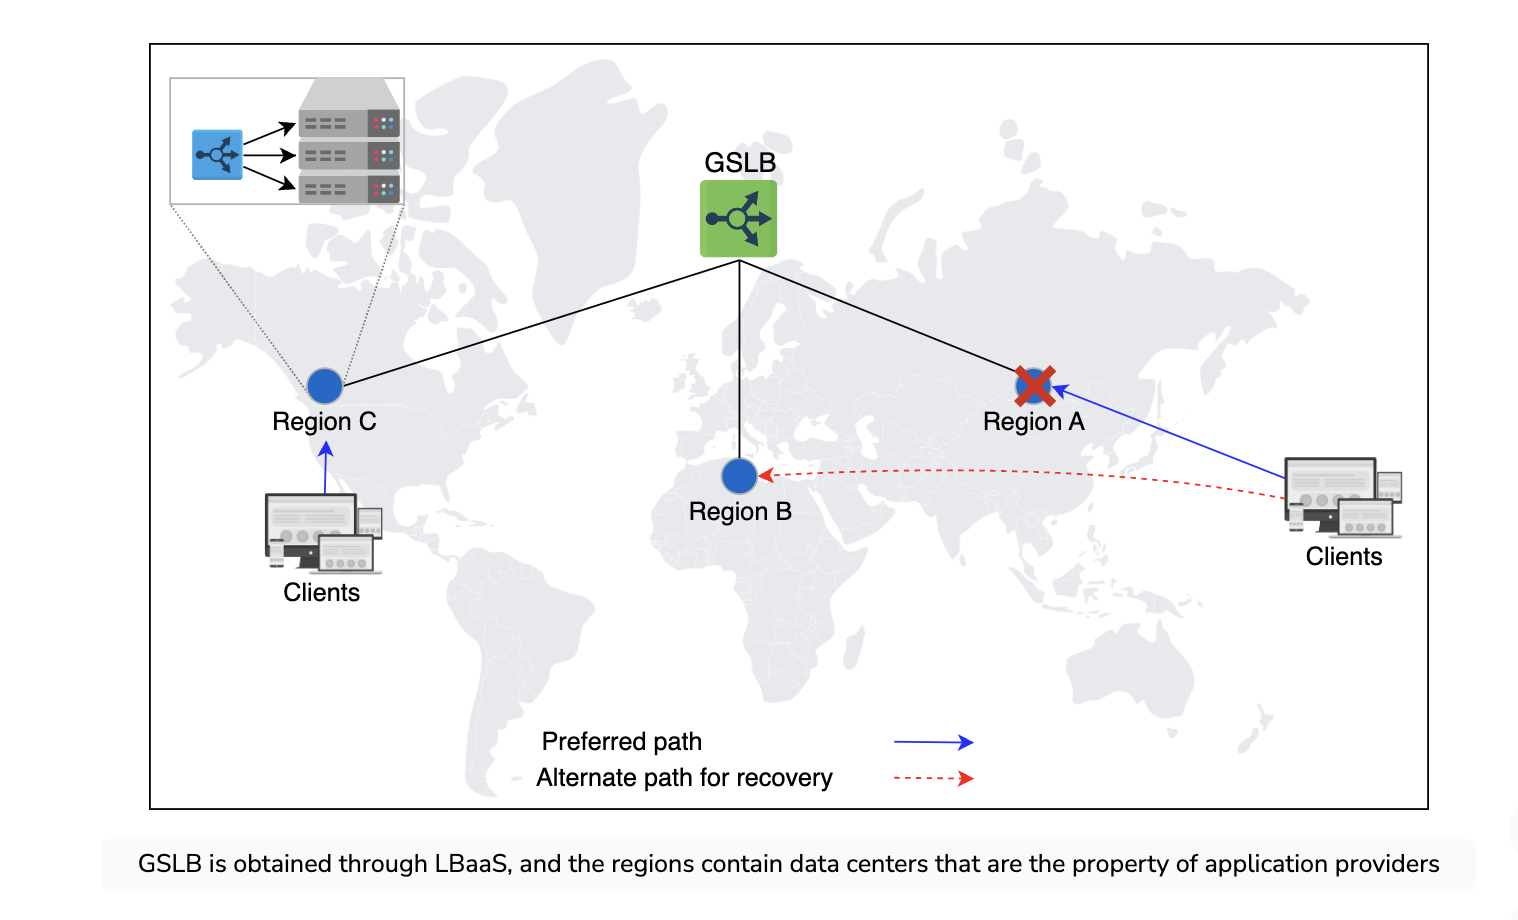 GSLB
Region C
Region A
Region B
Clients
Clients
Preferred path
Alternate path for recovery
GSLB is obtained through LBaaS, and the regions contain data centers that are the property of application providers